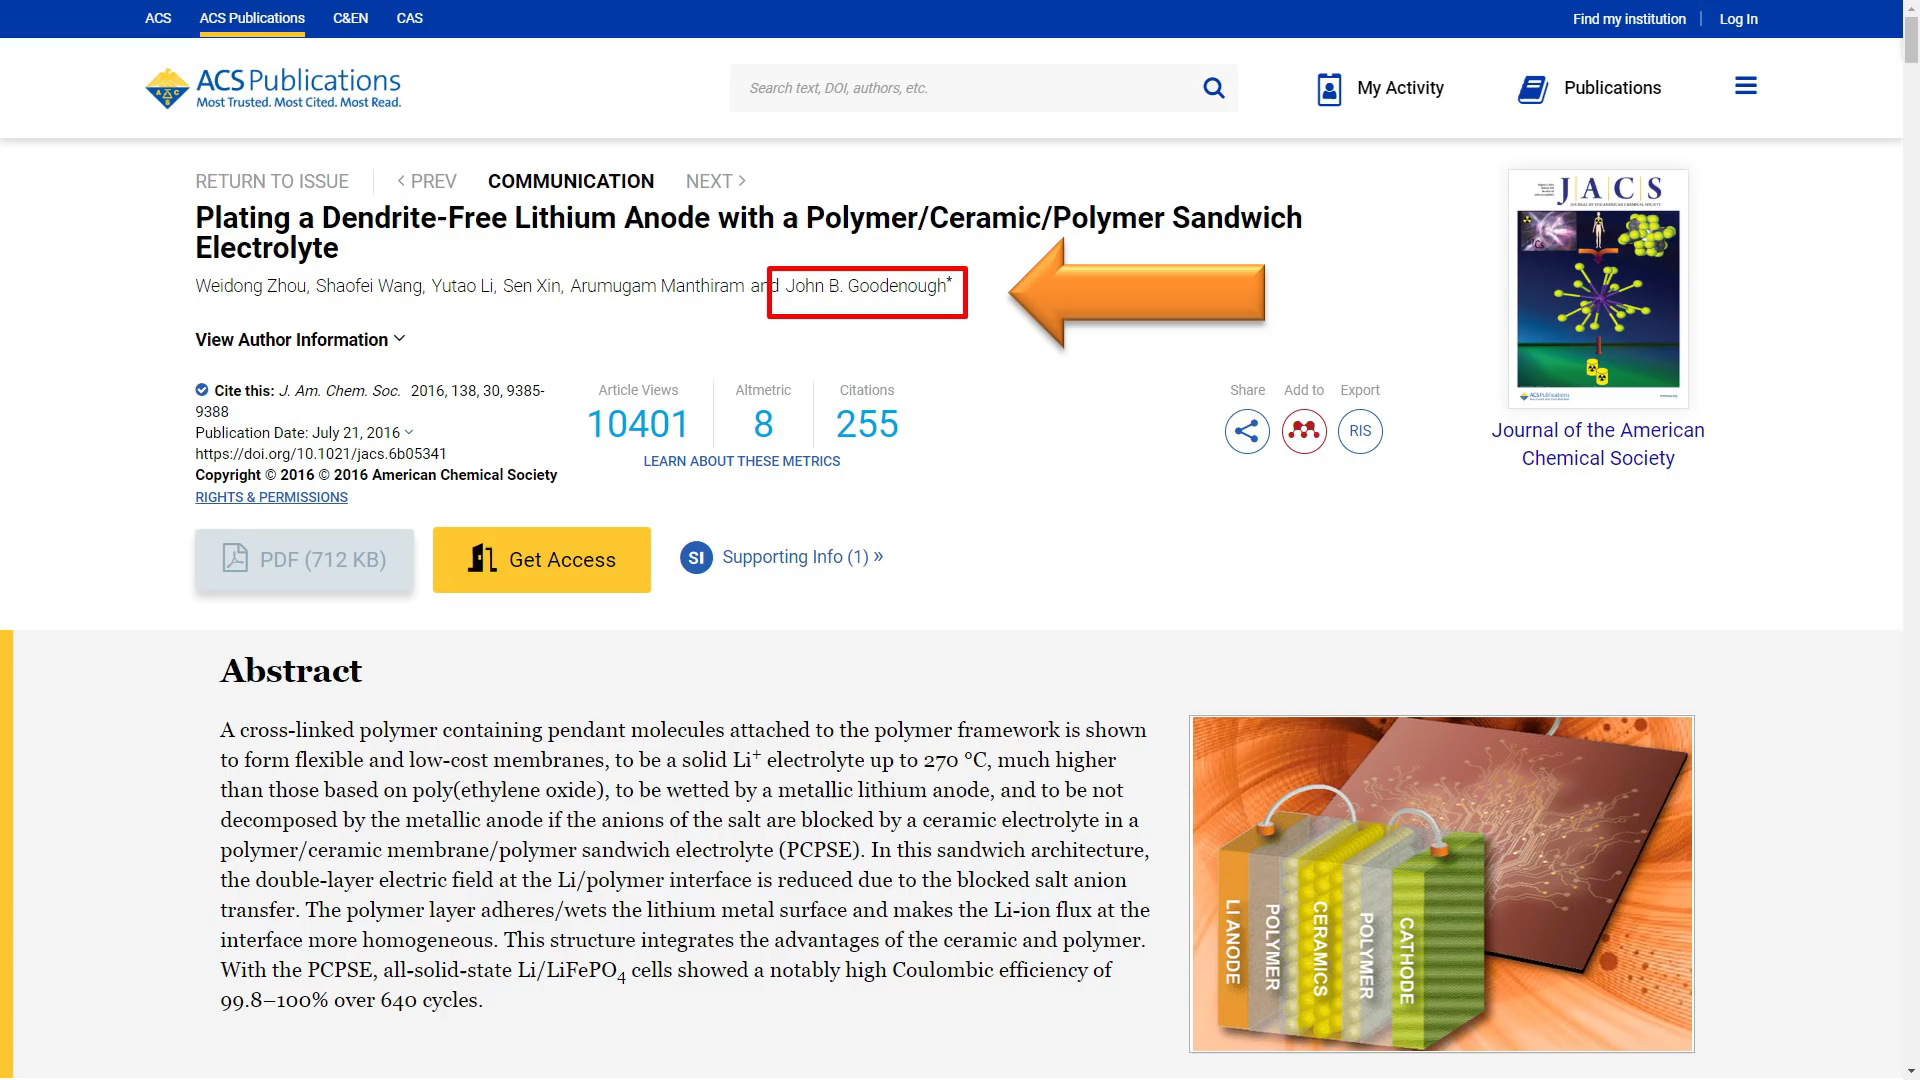 ACS ACS Publications C&EN CAS Find my institution Log In
ACS Publications
Most Trusted. Most Cited. Most Read.
Search text, DOI, authors, etc.
My Activity
Publications
RETURN TO ISSUE < PREV COMMUNICATION NEXT >
Plating a Dendrite-Free Lithium Anode with a Polymer/Ceramic/Polymer Sandwich
Electrolyte
Weidong Zhou, Shaofei Wang, Yutao Li, Sen Xin, Arumugam Manthiram and John B. Goodenough*
View Author Information
Cite this: J. Am. Chem. Soc. 2016, 138, 30, 9385-
9388
Publication Date: July 21, 2016
https://doi.org/10.1021/jacs.6b05341
Copyright © 2016 © 2016 American Chemical Society
RIGHTS & PERMISSIONS
Article Views
10401
Altmetric
8
Citations
255
LEARN ABOUT THESE METRICS
Share Add to Export
RIS
JACS
Journal of the American
Chemical Society
PDF (712 KB)
Get Access
SI Supporting Info (1) »
Abstract
A cross-linked polymer containing pendant molecules attached to the polymer framework is shown
to form flexible and low-cost membranes, to be a solid Li⁺ electrolyte up to 270 °C, much higher
than those based on poly(ethylene oxide), to be wetted by a metallic lithium anode, and to be not
decomposed by the metallic anode if the anions of the salt are blocked by a ceramic electrolyte in a
polymer/ceramic membrane/polymer sandwich electrolyte (PCPSE). In this sandwich architecture,
the double-layer electric field at the Li/polymer interface is reduced due to the blocked salt anion
transfer. The polymer layer adheres/wets the lithium metal surface and makes the Li-ion flux at the
interface more homogeneous. This structure integrates the advantages of the ceramic and polymer.
With the PCPSE, all-solid-state Li/LiFePO₄ cells showed a notably high Coulombic efficiency of
99.8–100% over 640 cycles.
LI ANODE
POLYMER
CERAMICS
POLYMER
CATHODE